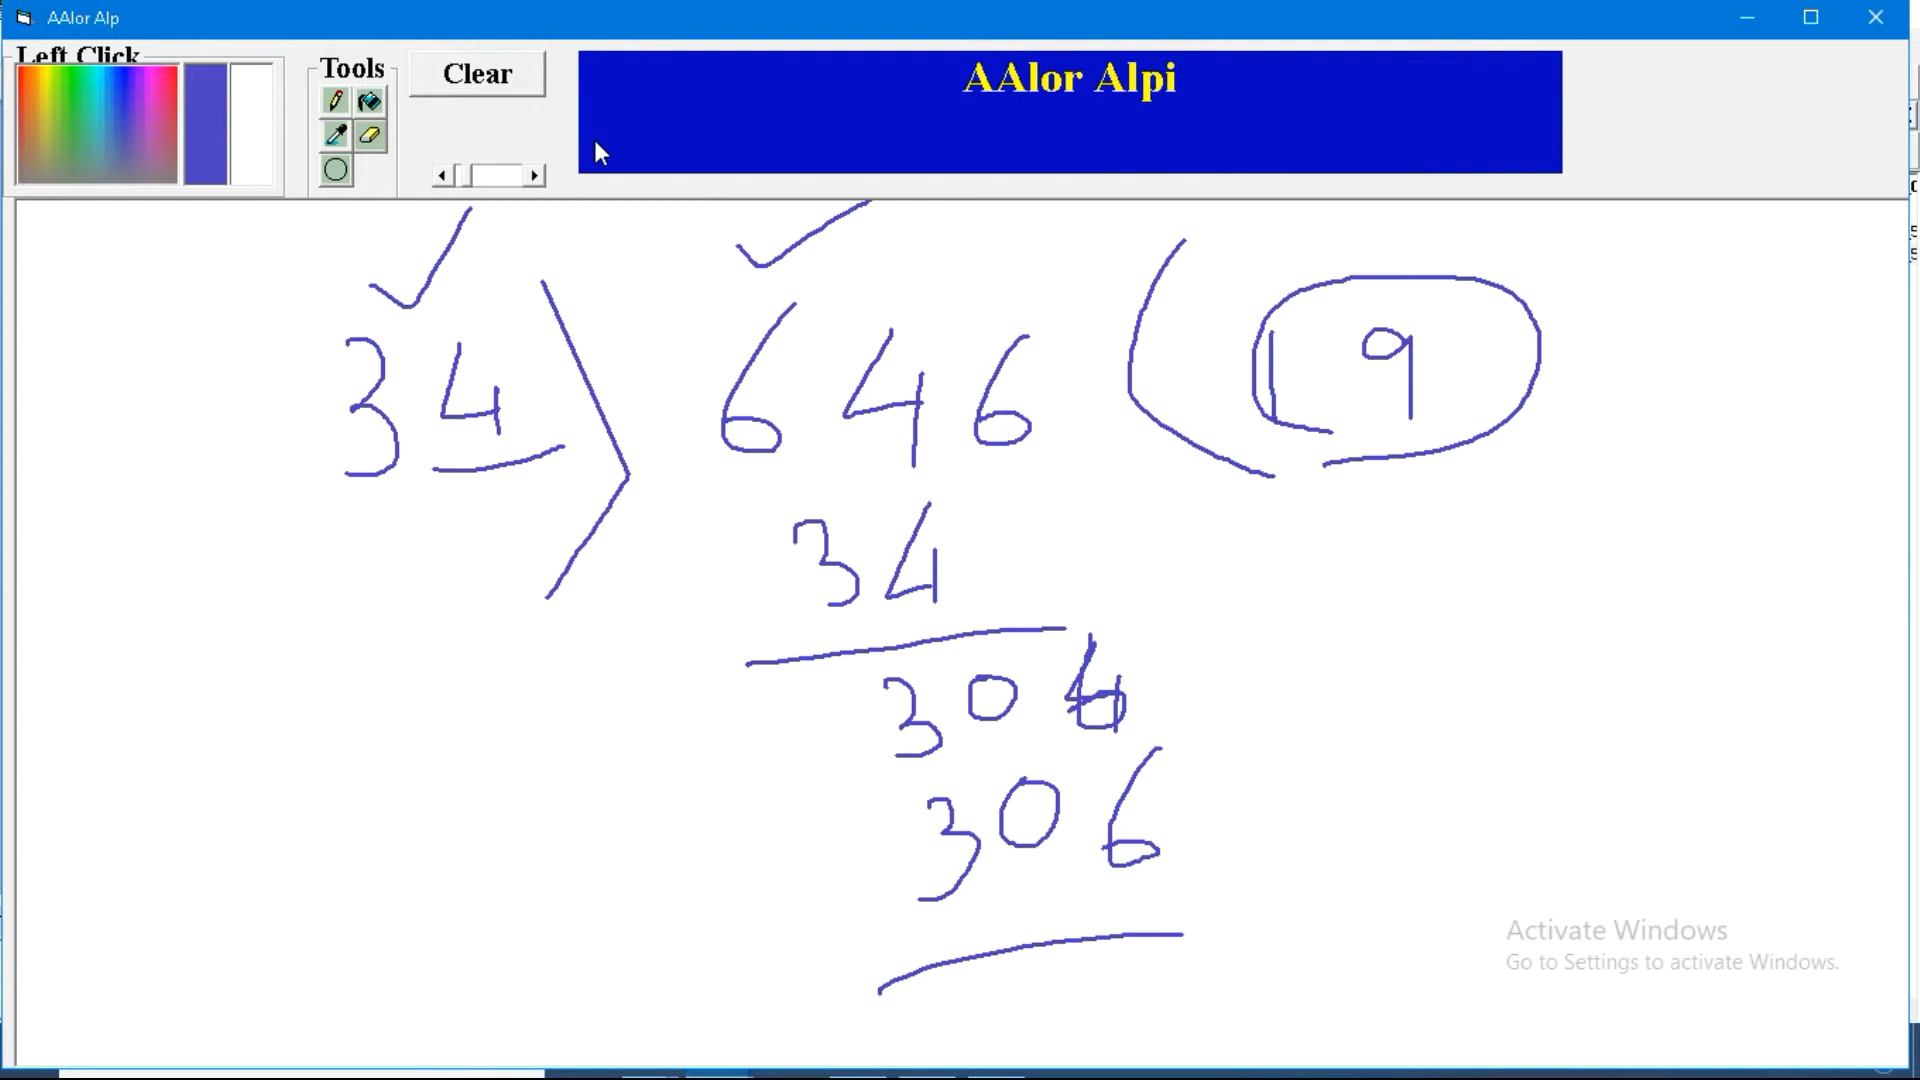 AAlor Alp
Left Click
Tools
Clear
AAlor Alpi
34 > 646 ( 19
34
306
306
Activate Windows
Go to Settings to activate Windows.